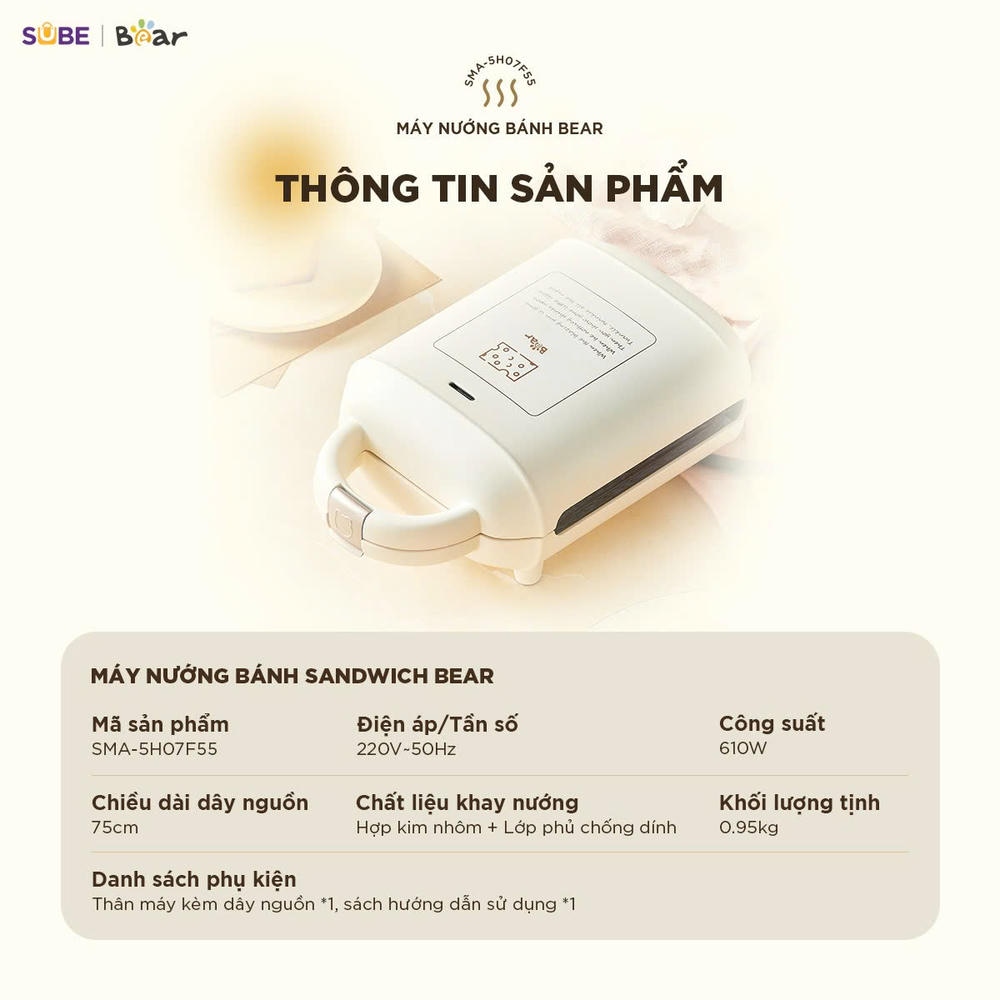 SUBE | Bear
SMA-5H07F55
MÁY NƯỚNG BÁNH BEAR
THÔNG TIN SẢN PHẨM
Bear
MÁY NƯỚNG BÁNH SANDWICH BEAR
Mã sản phẩm
SMA-5H07F55
Điện áp/Tần số
220V~50Hz
Công suất
610W
Chiều dài dây nguồn
75cm
Chất liệu khay nướng
Hợp kim nhôm + Lớp phủ chống dính
Khối lượng tịnh
0.95kg
Danh sách phụ kiện
Thân máy kèm dây nguồn *1, sách hướng dẫn sử dụng *1